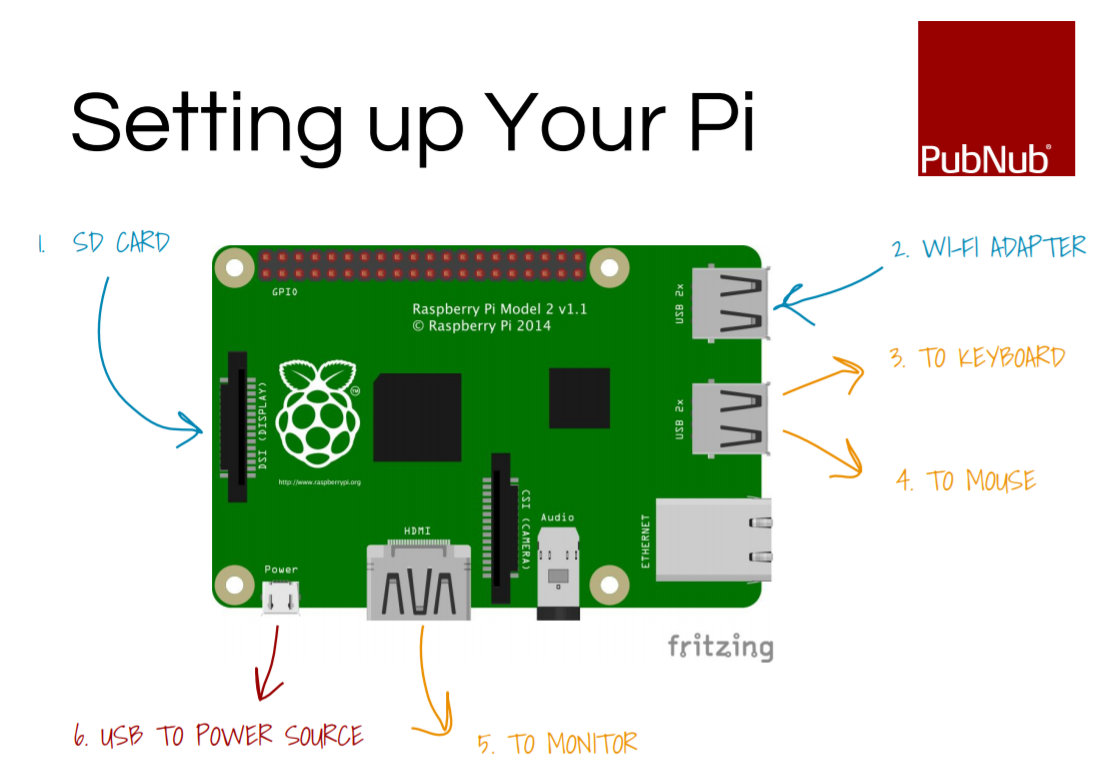 Setting up Your Pi
PubNub®
1. SD CARD
2. WI-FI ADAPTER
GPIO
Raspberry Pi Model 2 v1.1
© Raspberry Pi 2014
USB 2x
3. TO KEYBOARD
DSI (DISPLAY)
TM
USB 2x
http://www.raspberrypi.org
4. TO MOUSE
CSI (CAMERA)
Audio
HDMI
ETHERNET
Power
fritzing
6. USB TO POWER SOURCE
5. TO MONITOR